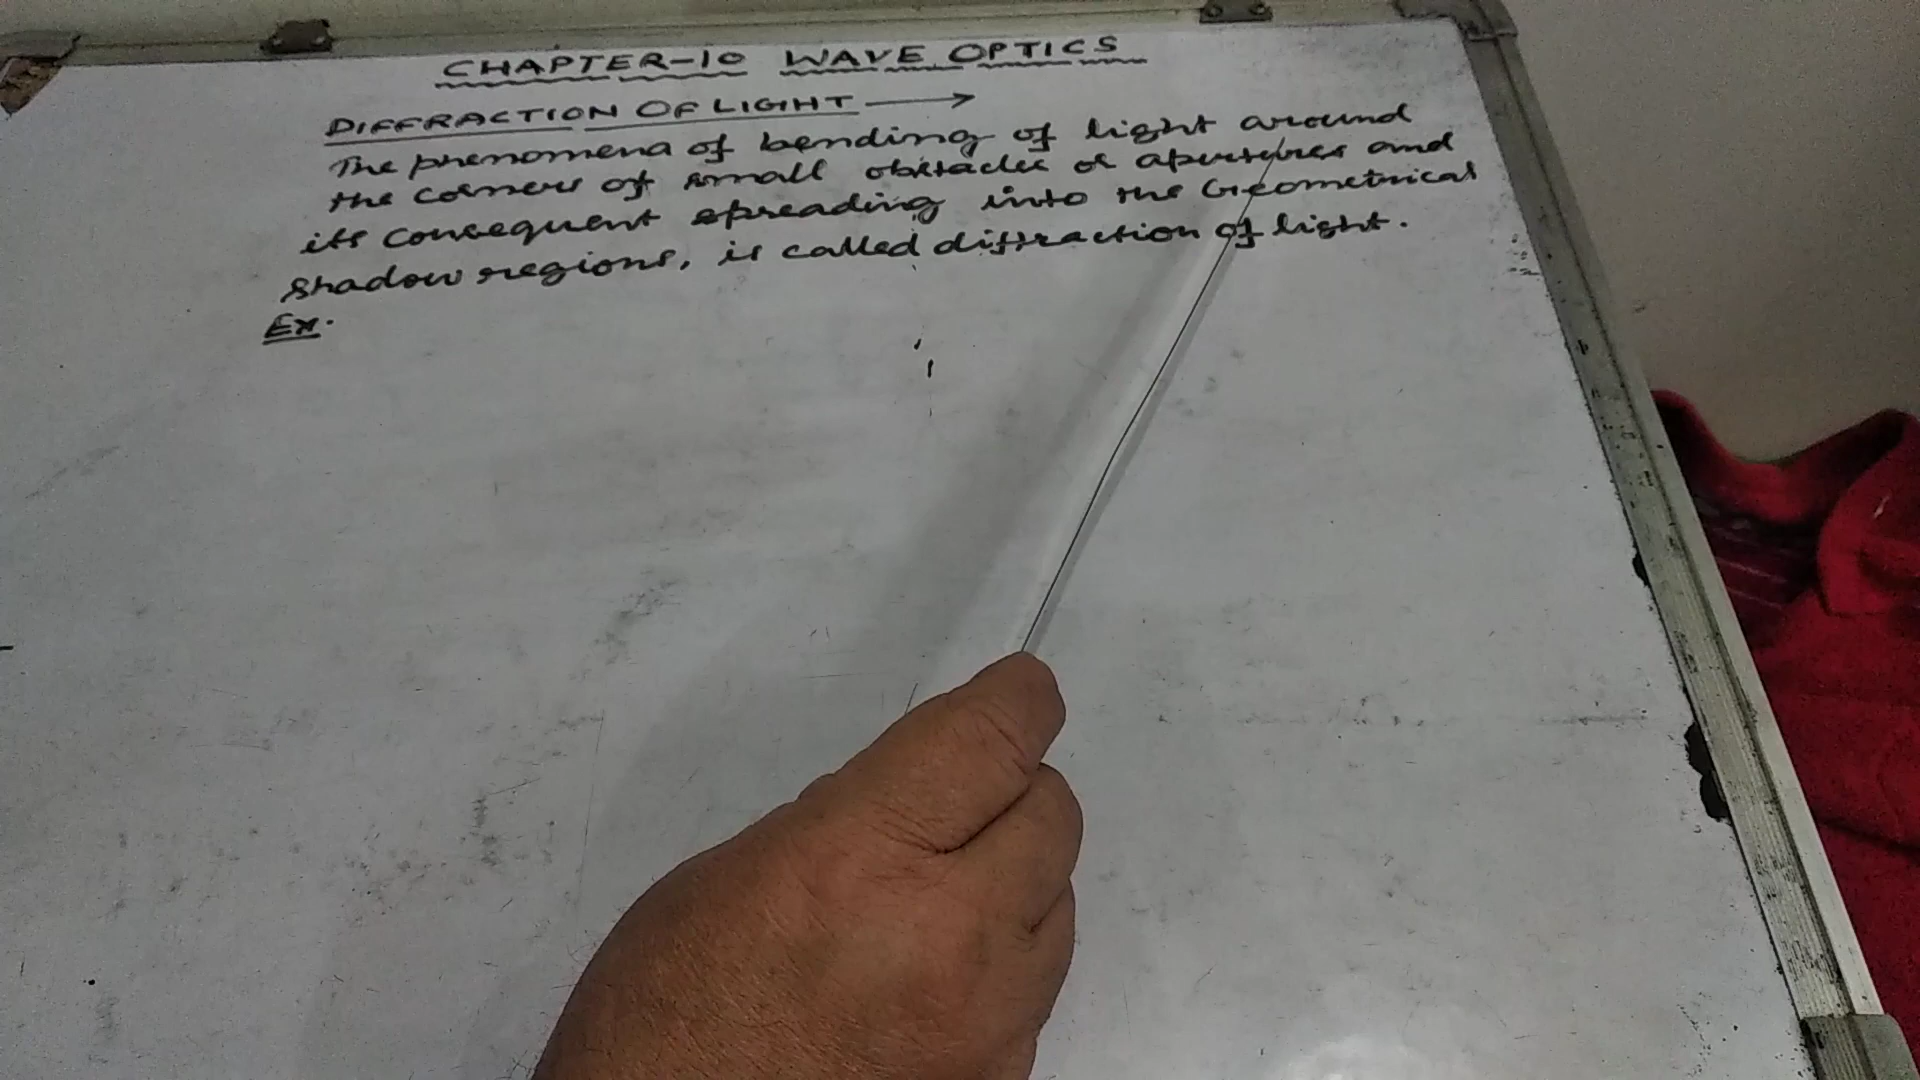 CHAPTER-10 WAVE OPTICS
DIFFRACTION OF LIGHT →
The phenomena of bending of light around
the corners of small obstacles or apertures and
its consequent spreading into the Geometrical
shadow regions, is called diffraction of light.
Ex.